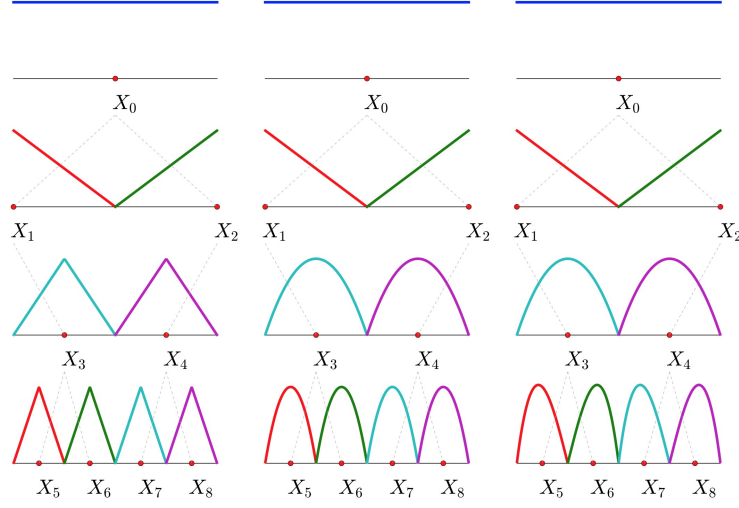 X₀ X₀ X₀
X₁ X₂ X₁ X₂ X₁ X₂
X₃ X₄ X₃ X₄ X₃ X₄
X₅ X₆ X₇ X₈ X₅ X₆ X₇ X₈ X₅ X₆ X₇ X₈